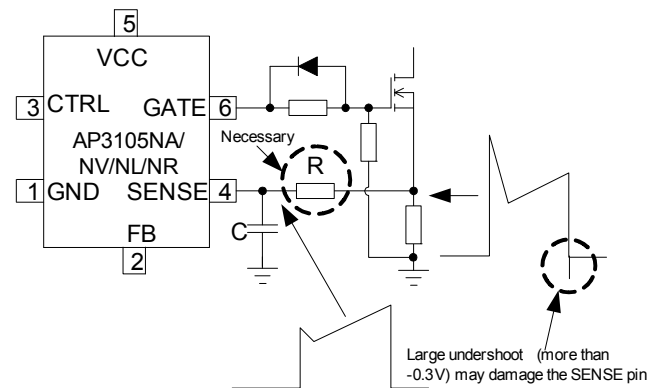 5
VCC
3 CTRL GATE 6
AP3105NA/
NV/NL/NR
Necessary
R
1 GND SENSE 4
C
FB
2
Large undershoot (more than
-0.3V) may damage the SENSE pin